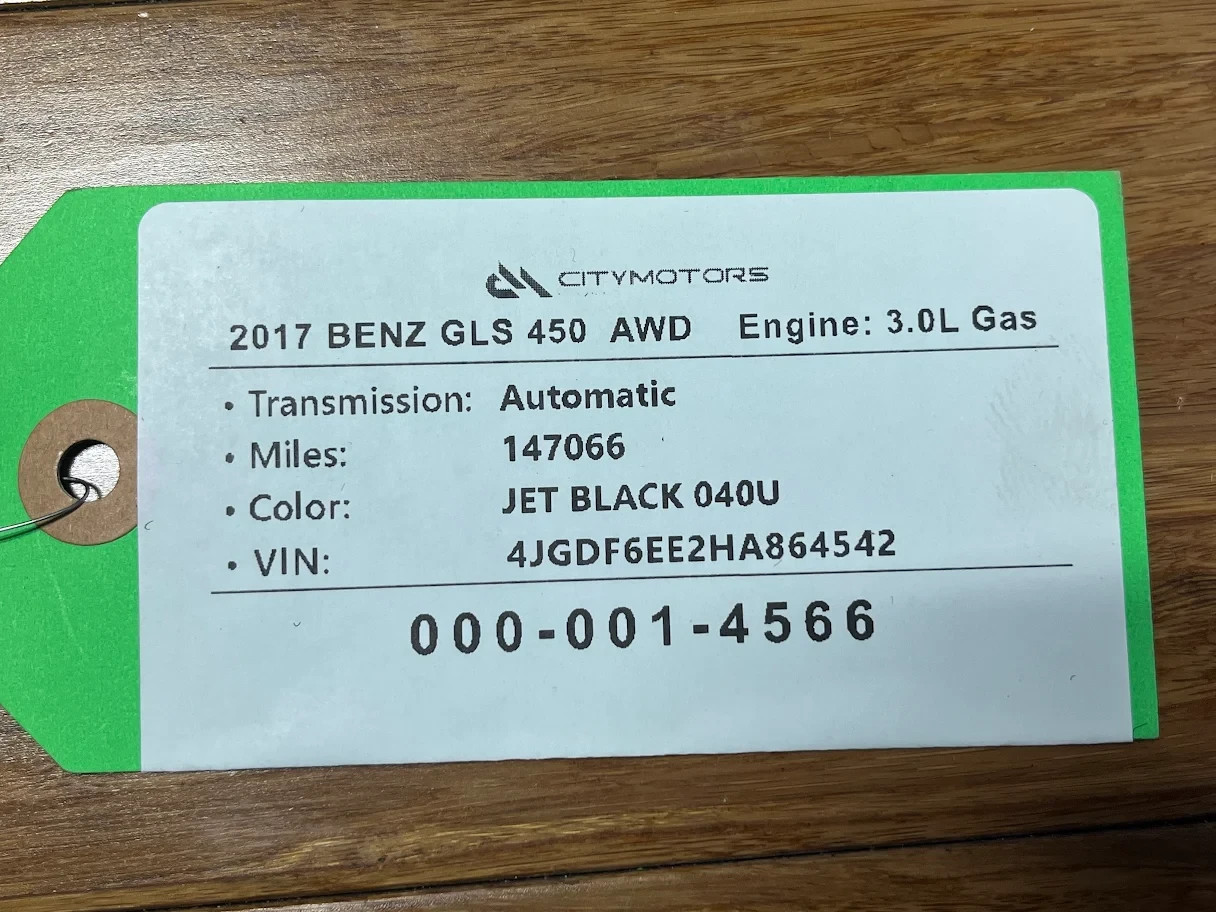 CITYMOTORS
2017 BENZ GLS 450 AWD Engine: 3.0L Gas
• Transmission: Automatic
• Miles: 147066
• Color: JET BLACK 040U
• VIN: 4JGDF6EE2HA864542
000-001-4566